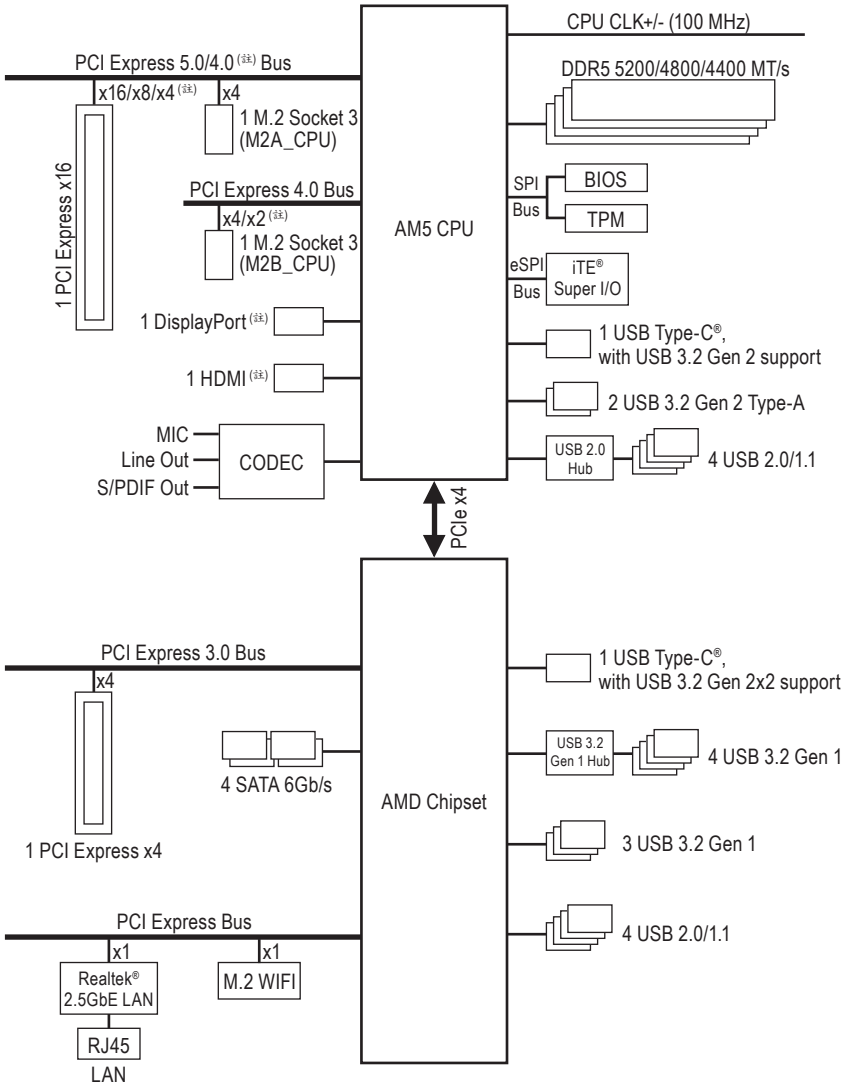 CPU CLK+/- (100 MHz)
PCI Express 5.0/4.0 (註) Bus
x16/x8/x4 (註)
x4
1 M.2 Socket 3
(M2A_CPU)
1 PCI Express x16
PCI Express 4.0 Bus
x4/x2 (註)
1 M.2 Socket 3
(M2B_CPU)
1 DisplayPort (註)
1 HDMI (註)
MIC
Line Out
S/PDIF Out
CODEC
AM5 CPU
DDR5 5200/4800/4400 MT/s
SPI
Bus
BIOS
TPM
eSPI
Bus
iTE®
Super I/O
1 USB Type-C®,
with USB 3.2 Gen 2 support
2 USB 3.2 Gen 2 Type-A
USB 2.0
Hub
4 USB 2.0/1.1
PCIe x4
PCI Express 3.0 Bus
x4
1 PCI Express x4
4 SATA 6Gb/s
AMD Chipset
1 USB Type-C®,
with USB 3.2 Gen 2x2 support
USB 3.2
Gen 1 Hub
4 USB 3.2 Gen 1
3 USB 3.2 Gen 1
4 USB 2.0/1.1
PCI Express Bus
x1
x1
Realtek®
2.5GbE LAN
M.2 WIFI
RJ45
LAN